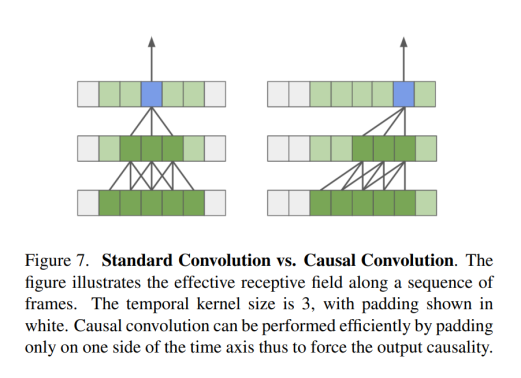 Figure 7. Standard Convolution vs. Causal Convolution. The
figure illustrates the effective receptive field along a sequence of
frames. The temporal kernel size is 3, with padding shown in
white. Causal convolution can be performed efficiently by padding
only on one side of the time axis thus to force the output causality.